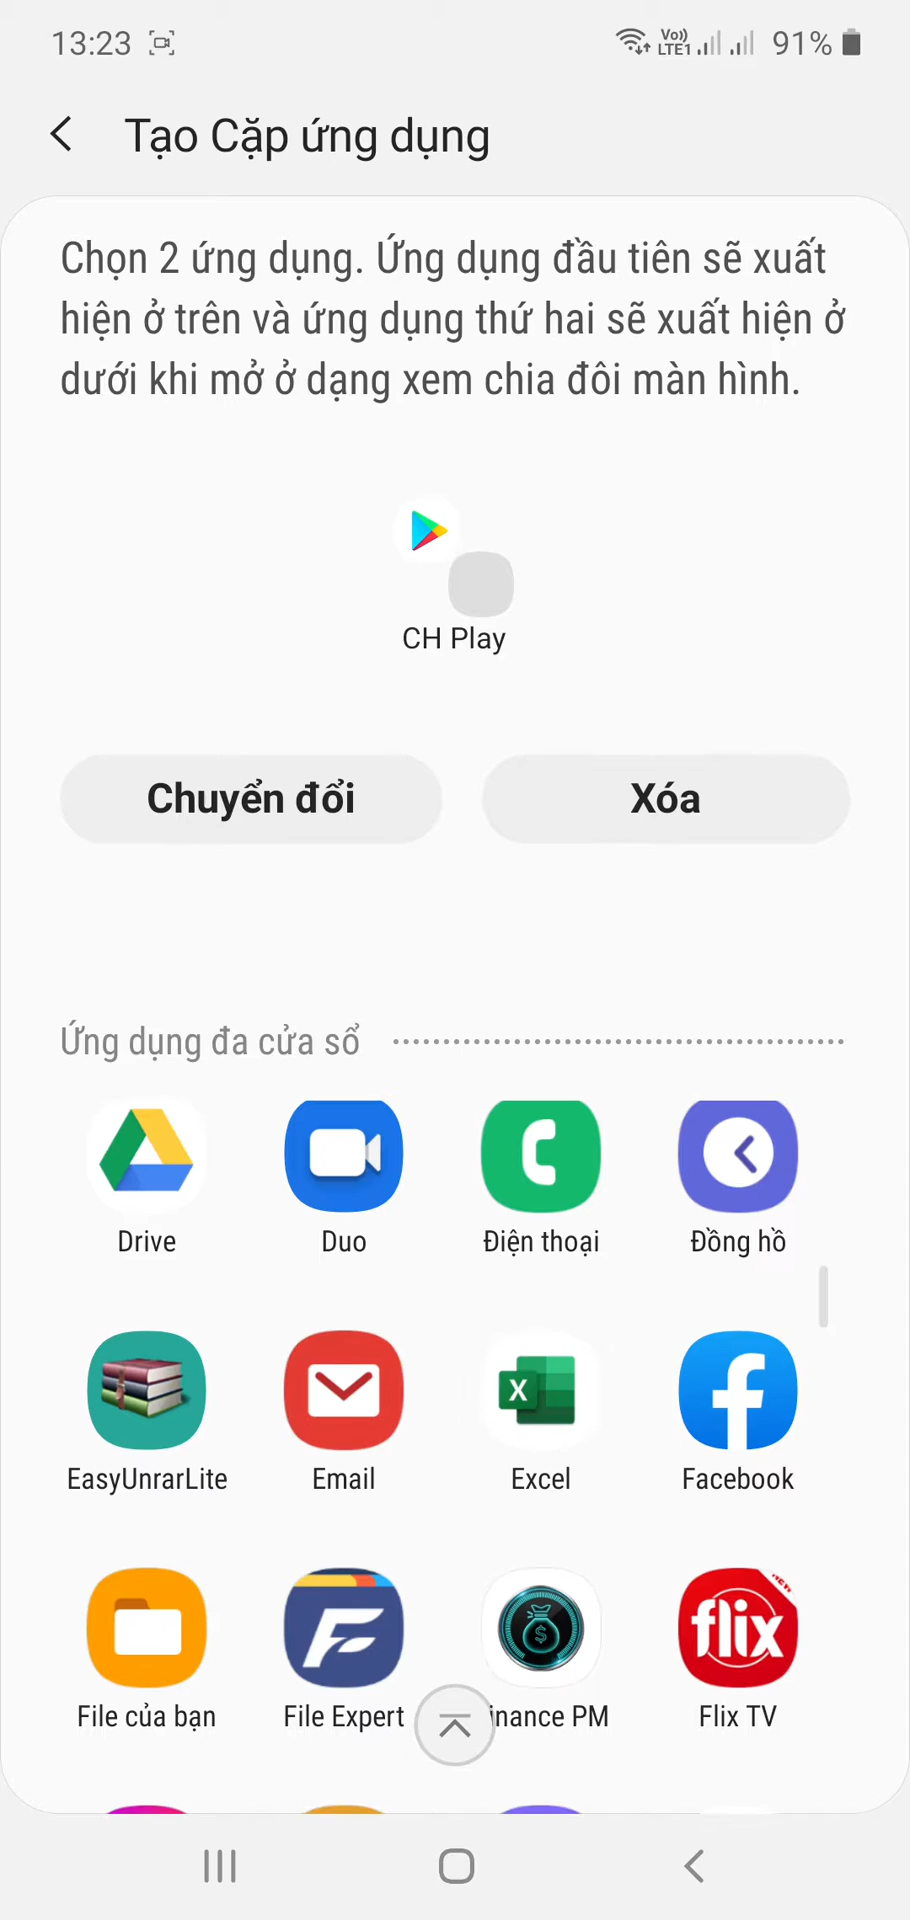 13:23
Vo)) LTE1 91%
Tạo Cặp ứng dụng
Chọn 2 ứng dụng. Ứng dụng đầu tiên sẽ xuất
hiện ở trên và ứng dụng thứ hai sẽ xuất hiện ở
dưới khi mở ở dạng xem chia đôi màn hình.
CH Play
Chuyển đổi Xóa
Ứng dụng đa cửa sổ
Drive Duo Điện thoại Đồng hồ
X
EasyUnrarLite Email Excel Facebook
$ flix
File của bạn File Expert inance PM Flix TV